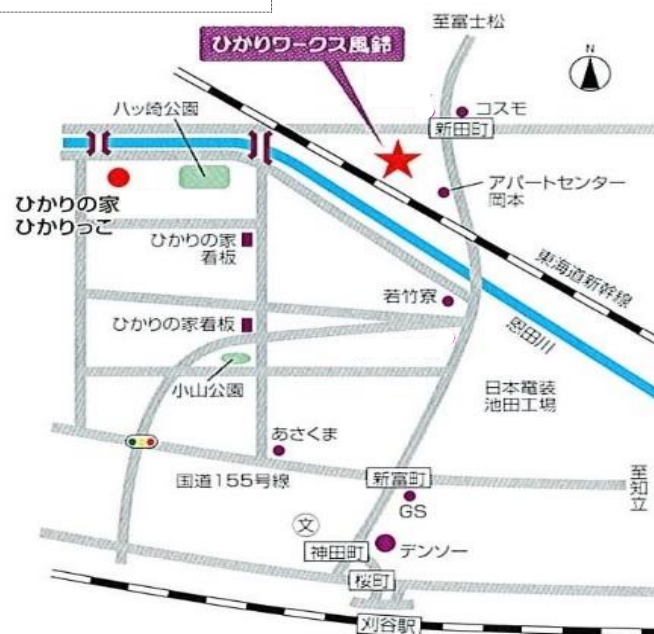 至富士松
ひかりワークス風鈴
N
八ッ崎公園
コスモ
新田町
アパートセンター
岡本
ひかりの家
ひかりっこ
ひかりの家
看板
東海道新幹線
若竹寮
恩田川
ひかりの家看板
小山公園
日本電装
池田工場
あさくま
国道155号線
新富町
至知立
GS
文
神田町
デンソー
桜町
刈谷駅